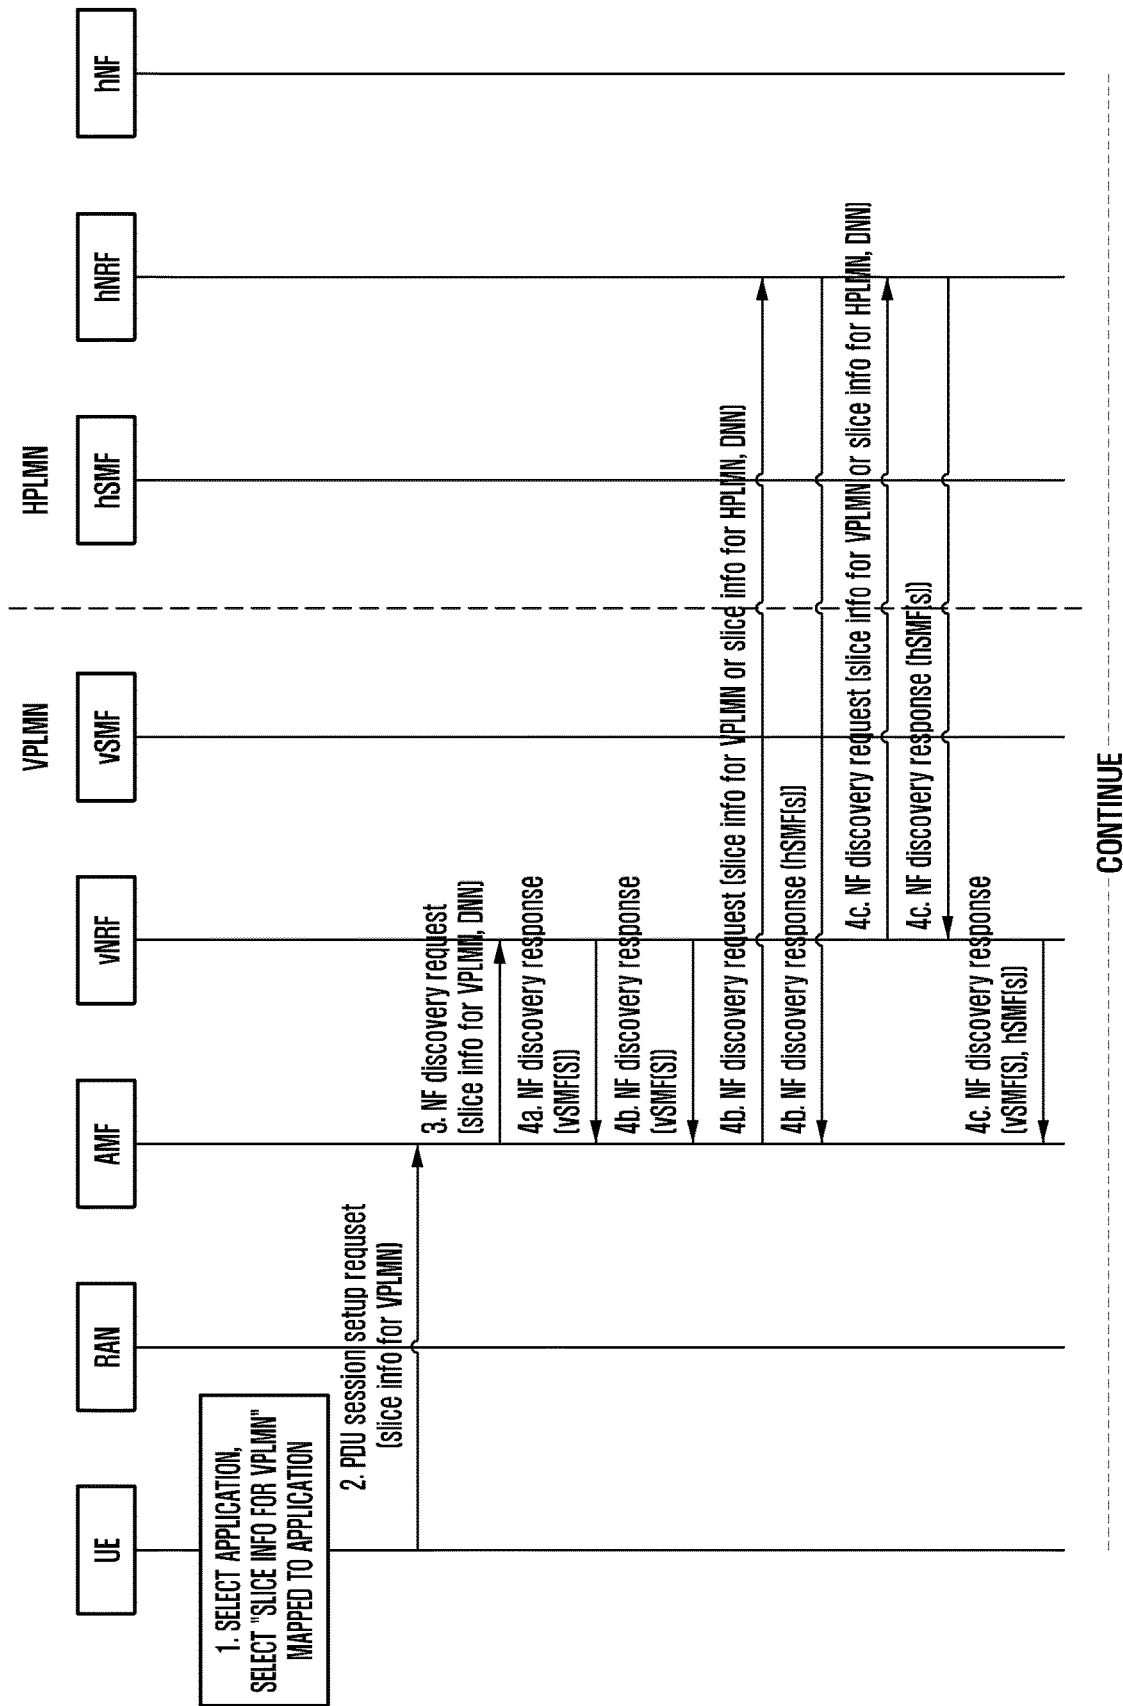 VPLMN
HPLMN
UE
RAN
AMF
vNRF
vSMF
hSMF
hNRF
hNF
1. SELECT APPLICATION,
SELECT "SLICE INFO FOR VPLMN"
MAPPED TO APPLICATION
2. PDU session setup requset
(slice info for VPLMN)
3. NF discovery request
(slice info for VPLMN, DNN)
4a. NF discovery response
(vSMF(S))
4b. NF discovery response
(vSMF(S))
4b. NF discovery request (slice info for VPLMN or slice info for HPLMN, DNN)
4b. NF discovery response (hSMF(s))
4c. NF discovery request (slice info for VPLMN or slice info for HPLMN, DNN)
4c. NF discovery response (hSMF(s))
4c. NF discovery response
(vSMF(S), hSMF(s))
CONTINUE